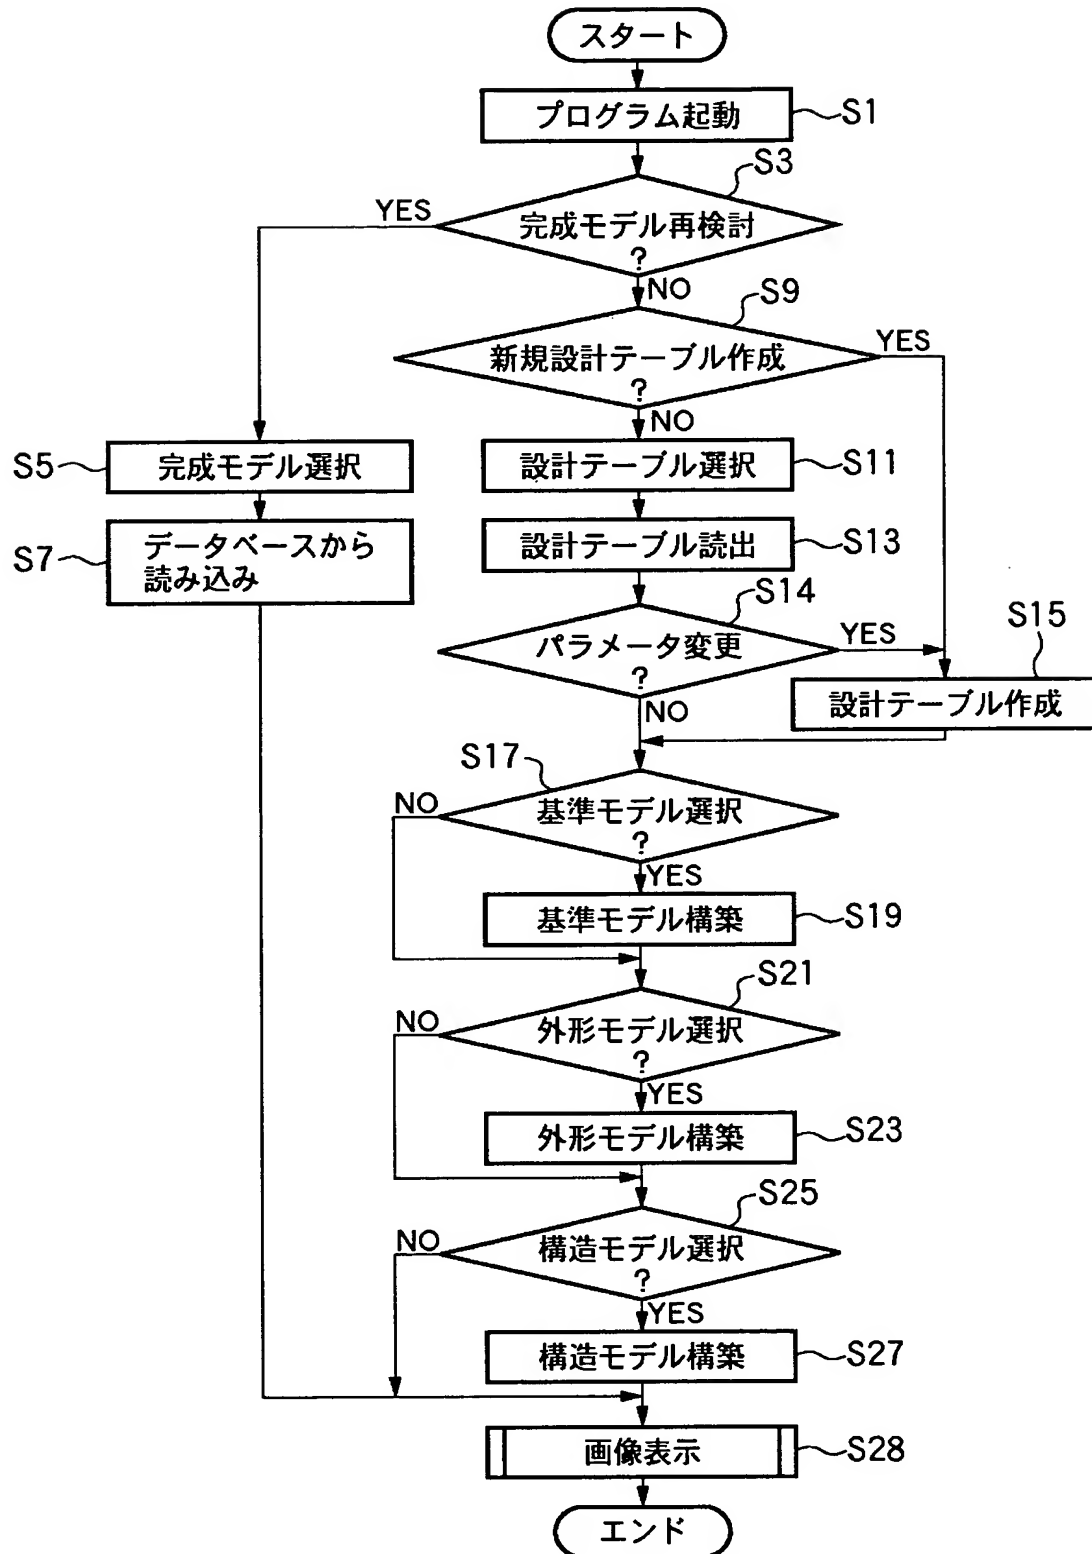 スタート
プログラム起動
S1
S3
YES
完成モデル再検討
?
NO
S9
YES
新規設計テーブル作成
?
NO
S5
完成モデル選択
設計テーブル選択
S11
S7
データベースから
読み込み
設計テーブル読出
S13
S14
パラメータ変更
?
YES
NO
S15
設計テーブル作成
S17
NO
基準モデル選択
?
YES
基準モデル構築
S19
S21
NO
外形モデル選択
?
YES
外形モデル構築
S23
S25
NO
構造モデル選択
?
YES
構造モデル構築
S27
画像表示
S28
エンド